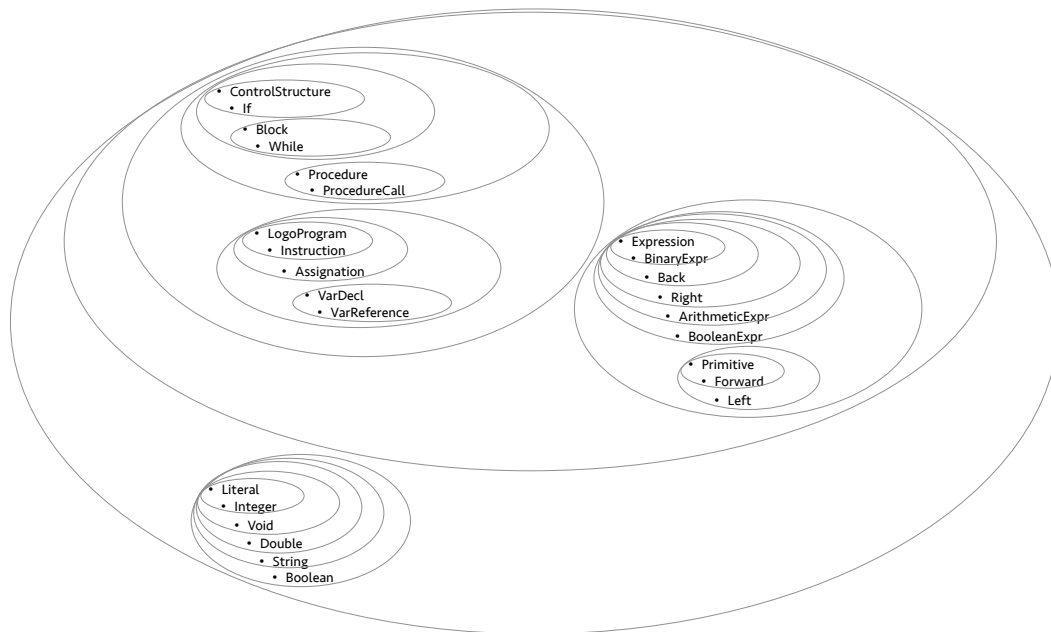 • ControlStructure
• If
• Block
• While
• Procedure
• ProcedureCall
• LogoProgram
• Instruction
• Assignation
• VarDecl
• VarReference
• Expression
• BinaryExpr
• Back
• Right
• ArithmeticExpr
• BooleanExpr
• Primitive
• Forward
• Left
• Literal
• Integer
• Void
• Double
• String
• Boolean